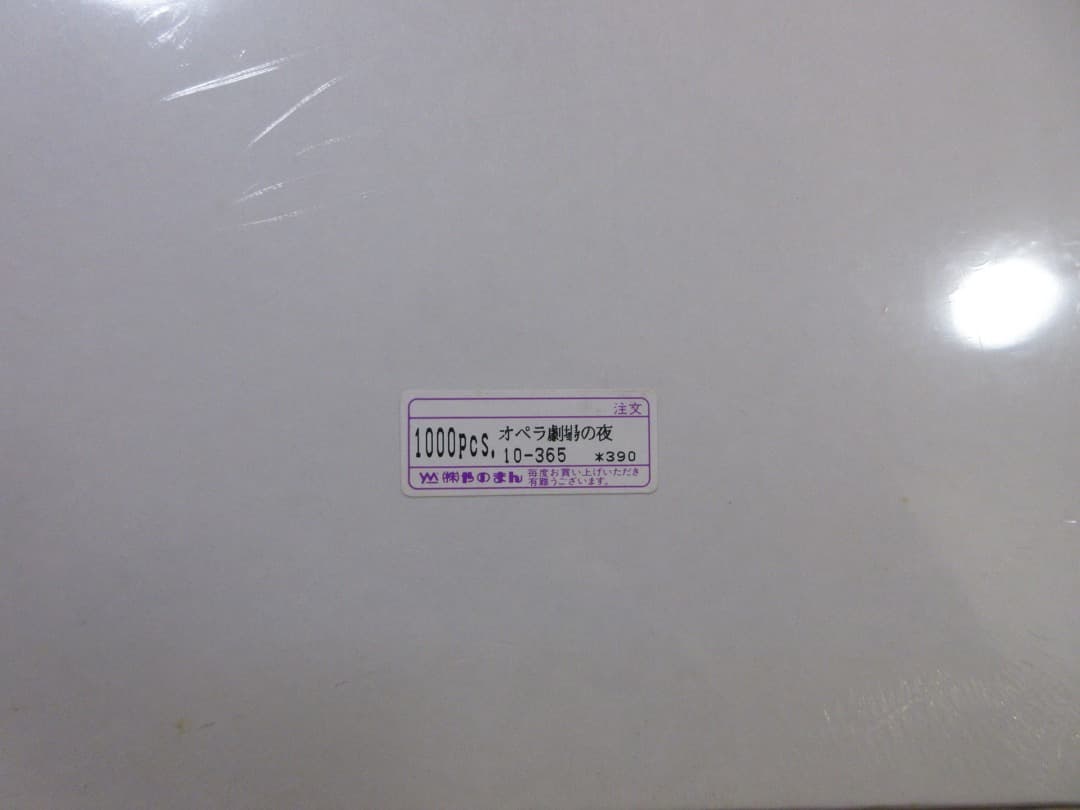 注文
1000pcs. オペラ劇場の夜
10-365 *390
YM (株)やのまん 毎度お買い上げいただき
有難うございます。